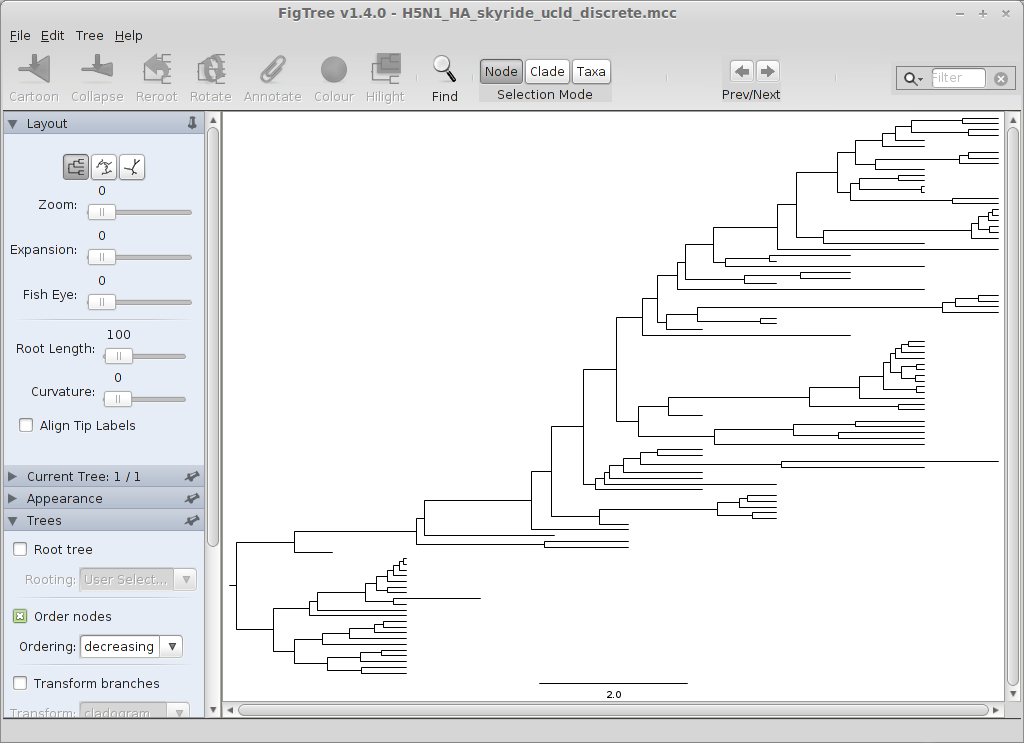 FigTree v1.4.0 - H5N1_HA_skyride_ucld_discrete.mcc
File Edit Tree Help
Cartoon Collapse Reroot Rotate Annotate Colour Hilight Find
Node Clade Taxa
Selection Mode
Prev/Next
Filter
Layout
0
Zoom:
0
Expansion:
0
Fish Eye:
100
Root Length:
0
Curvature:
Align Tip Labels
Current Tree: 1 / 1
Appearance
Trees
Root tree
Rooting: User Select...
Order nodes
Ordering: decreasing
Transform branches
Transform: cladogram
2.0